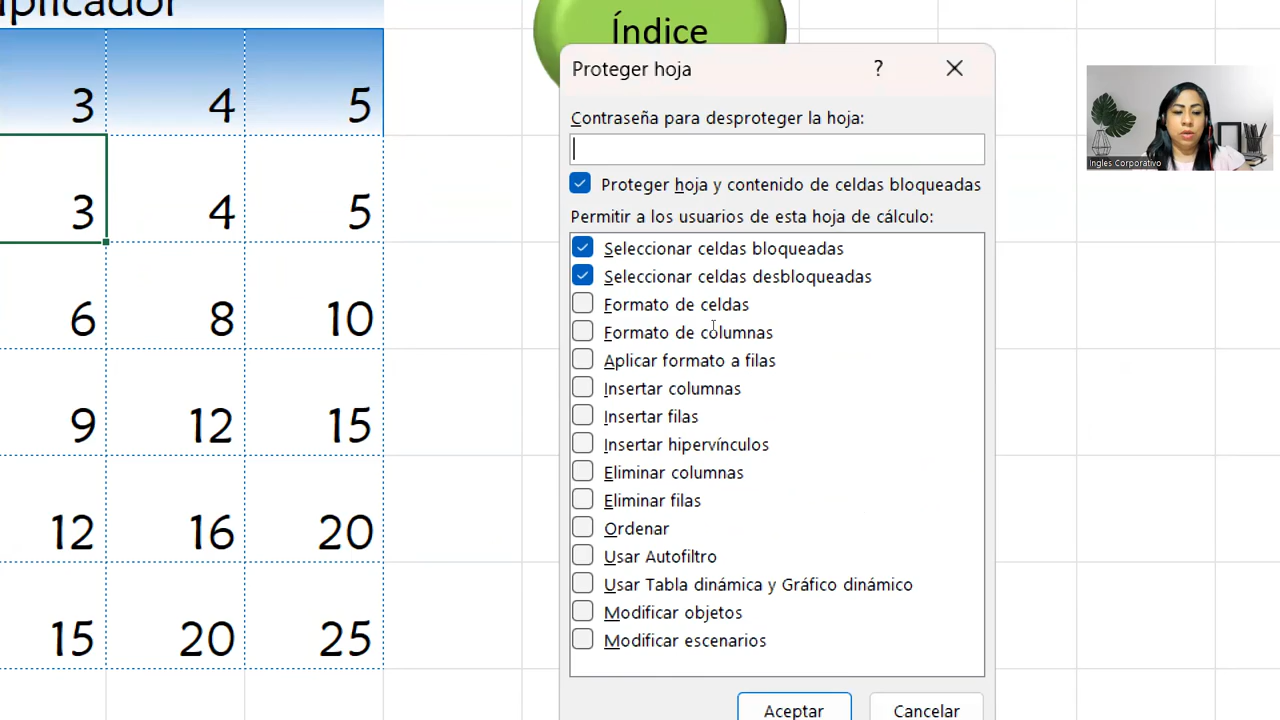 plicador
Índice
3 4 5
3 4 5
6 8 10
9 12 15
12 16 20
15 20 25
Proteger hoja ?
Contraseña para desproteger la hoja:
Proteger hoja y contenido de celdas bloqueadas
Permitir a los usuarios de esta hoja de cálculo:
Seleccionar celdas bloqueadas
Seleccionar celdas desbloqueadas
Formato de celdas
Formato de columnas
Aplicar formato a filas
Insertar columnas
Insertar filas
Insertar hipervínculos
Eliminar columnas
Eliminar filas
Ordenar
Usar Autofiltro
Usar Tabla dinámica y Gráfico dinámico
Modificar objetos
Modificar escenarios
Aceptar Cancelar
Ingles Corporativo